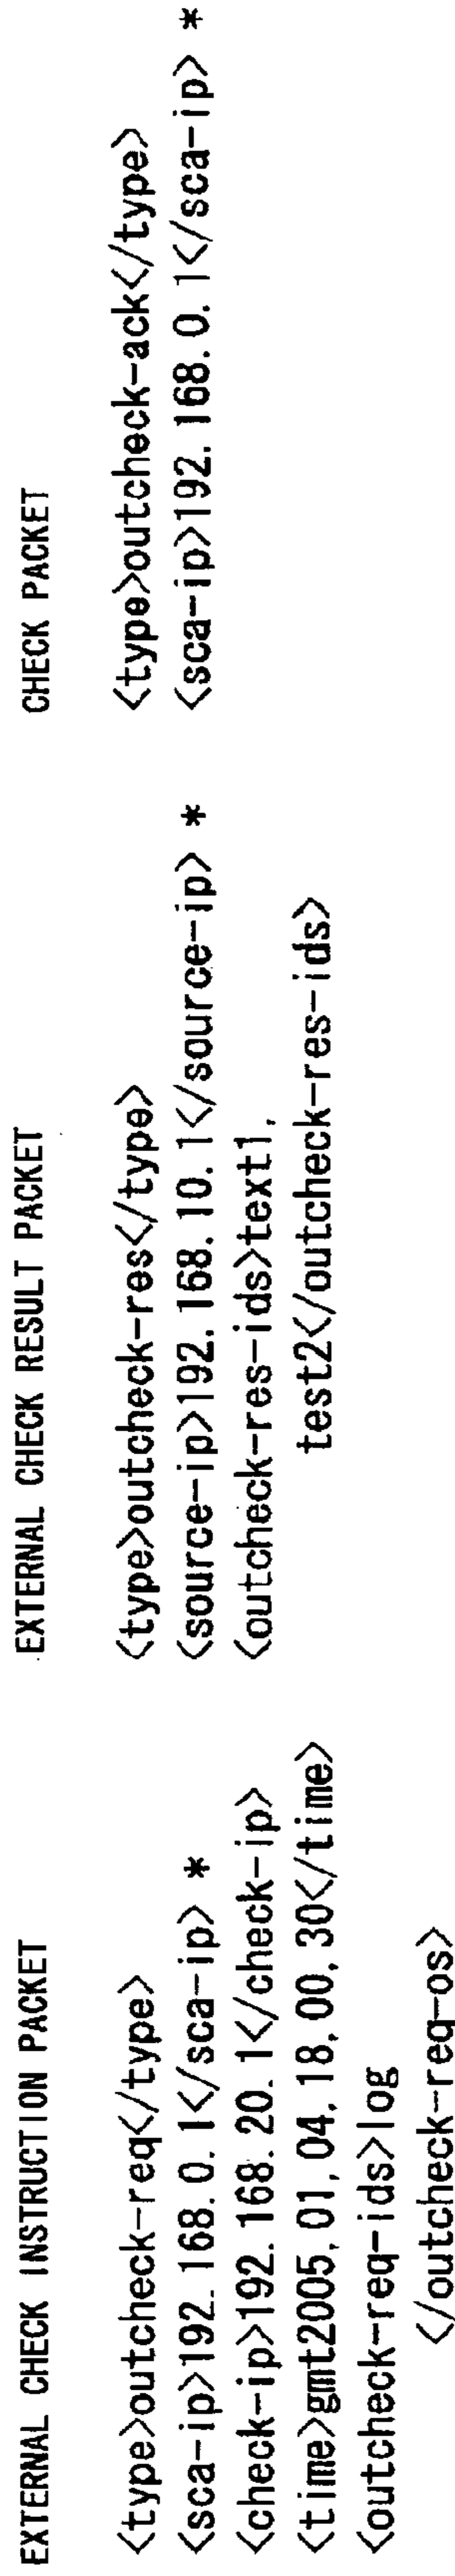 EXTERNAL CHECK INSTRUCTION PACKET
<type>outcheck-req</type>
<sca-ip>192.168.0.1</sca-ip> *
<check-ip>192.168.20.1</check-ip>
<time>gmt2005,01,04,18,00,30</time>
<outcheck-req-ids>log
</outcheck-req-os>
EXTERNAL CHECK RESULT PACKET
<type>outcheck-res</type>
<source-ip>192.168.10.1</source-ip> *
<outcheck-res-ids>text1,
test2</outcheck-res-ids>
CHECK PACKET
<type>outcheck-ack</type>
<sca-ip>192.168.0.1</sca-ip> *